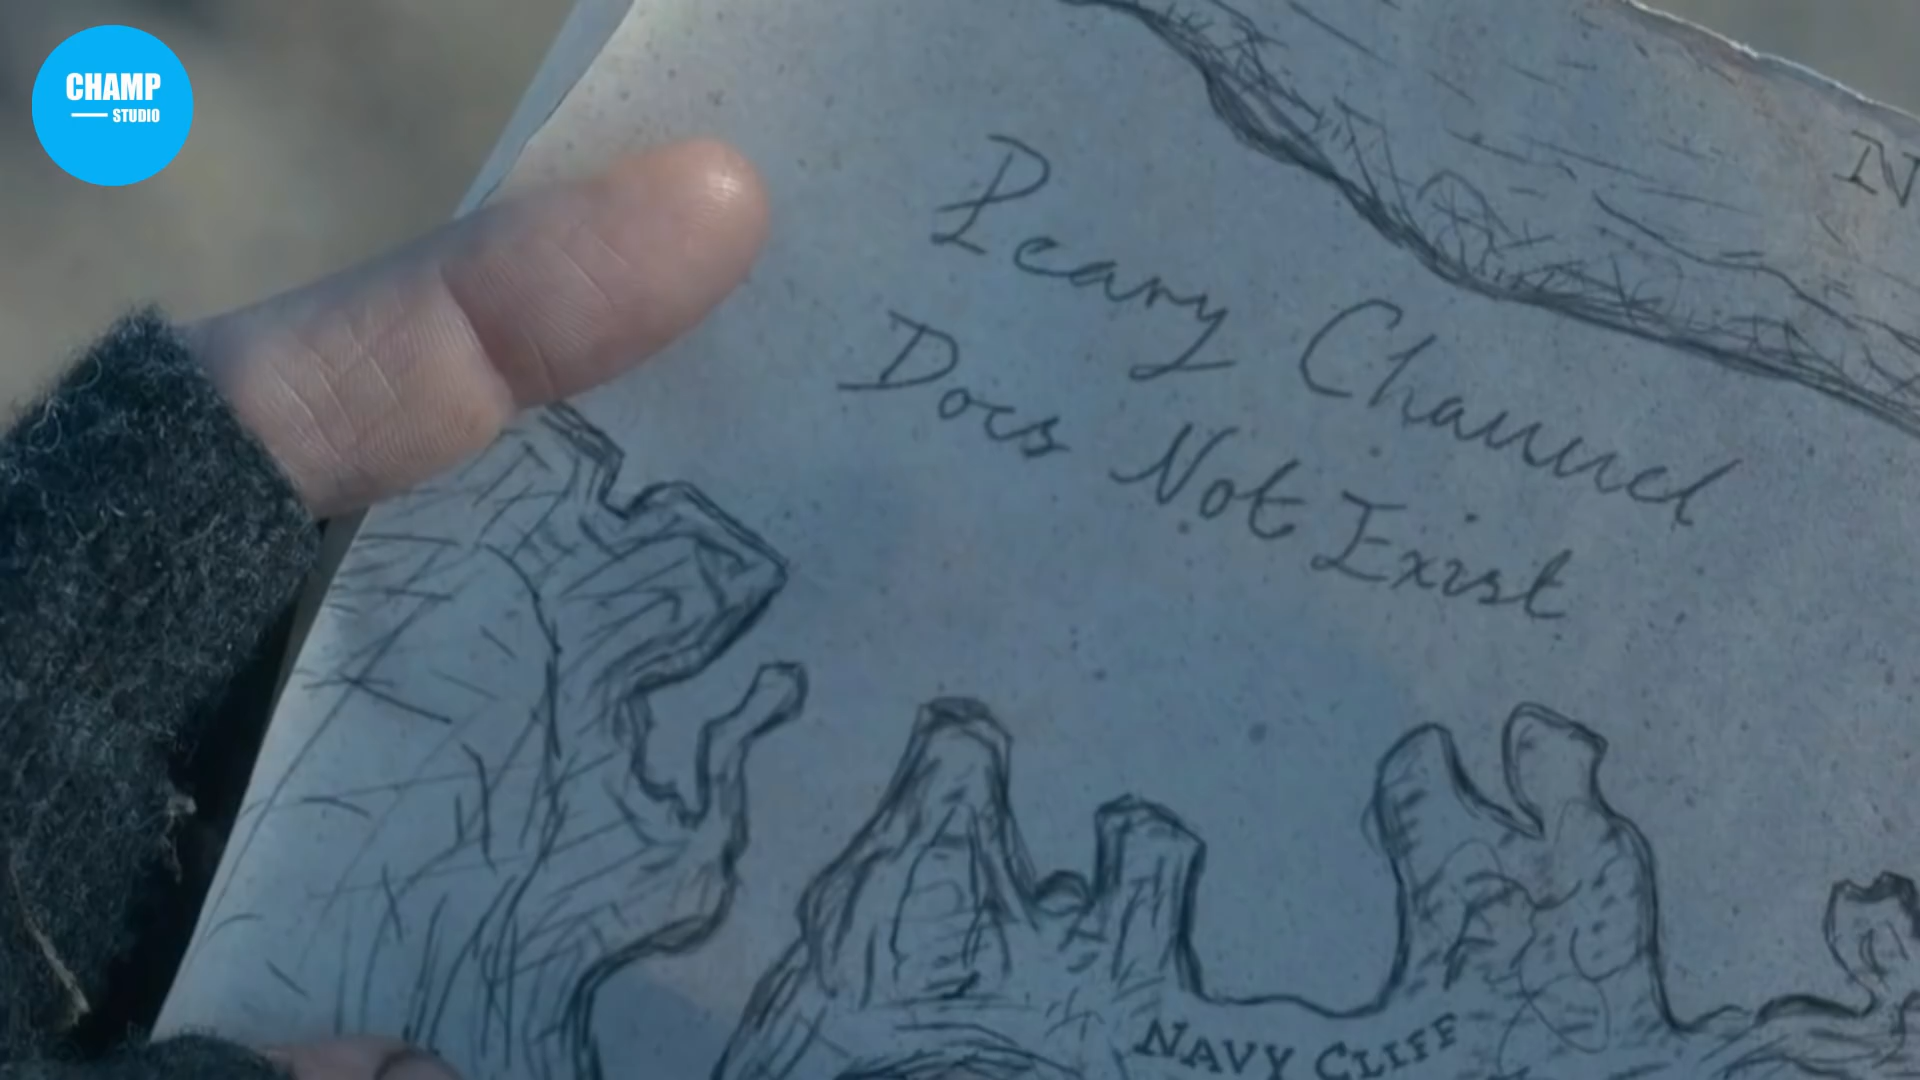 CHAMP
STUDIO
N
Peary Channel
Does Not Exist
NAVY CLIFF